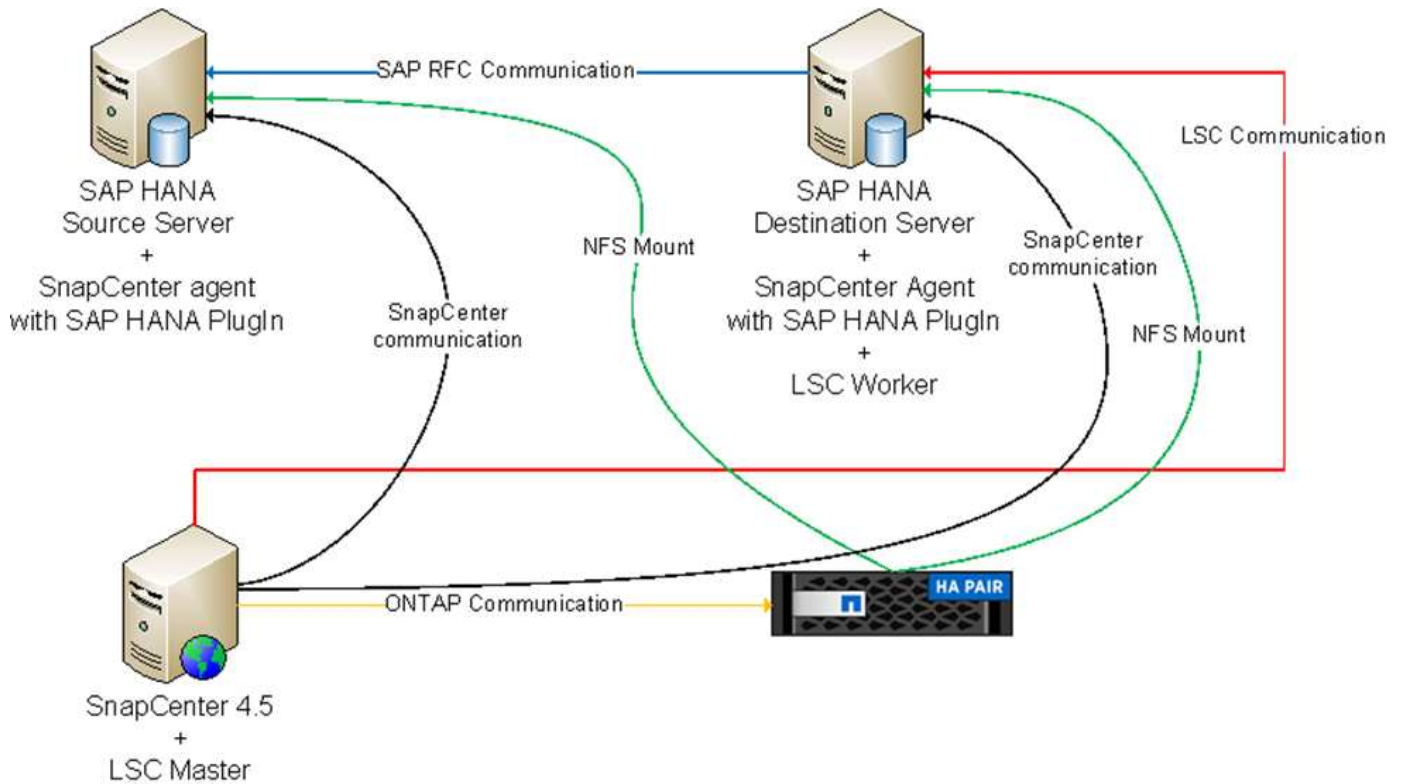 SAP RFC Communication
LSC Communication
SAP HANA
Source Server
+
SnapCenter agent
with SAP HANA PlugIn
NFS Mount
SnapCenter
communication
SAP HANA
Destination Server
+
SnapCenter Agent
with SAP HANA PlugIn
+
LSC Worker
SnapCenter
communication
NFS Mount
ONTAP Communication
HA PAIR
SnapCenter 4.5
+
LSC Master